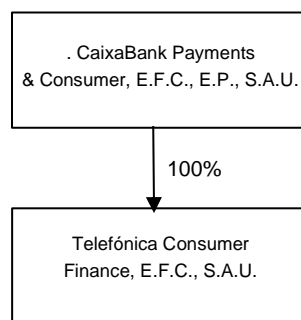 . CaixaBank Payments
& Consumer, E.F.C., E.P., S.A.U.
100%
Telefónica Consumer
Finance, E.F.C., S.A.U.